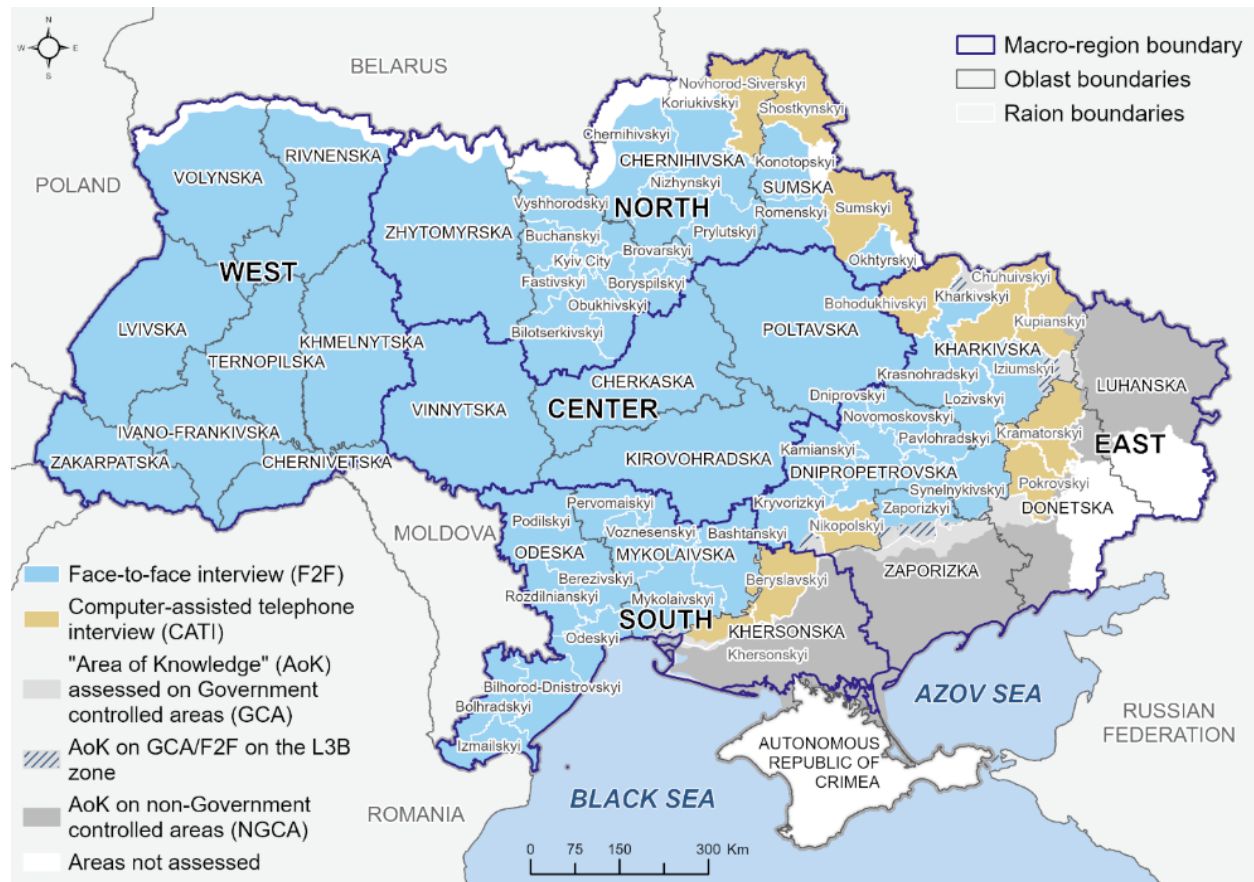 N
W E
S
BELARUS
Macro-region boundary
Oblast boundaries
Raion boundaries
Novhorod-Siverskyi
Koriukivskyi
Shostkynskyi
Chernihivskyi
RIVNENSKA
CHERNIHIVSKA
Konotopskyi
VOLYNSKA
POLAND
Nizhynskyi
SUMSKA
Vyshhorodskyi
NORTH
Romenskyi
Sumskyi
ZHYTOMYRSKA
Buchanskyi
Prylutskyi
Brovarskyi
Kyiv City
Okhtyrskyi
WEST
Fastivskyi
Boryspilskyi
Chuhuivskyi
Kharkivskyi
Bohodukhivskyi
Obukhivskyi
Kupianskyi
LVIVSKA
Bilotserkivskyi
POLTAVSKA
KHMELNYTSKA
KHARKIVSKA
TERNOPILSKA
Krasnohradskyi
Iziumskyi
LUHANSKA
CHERKASKA
Dniprovskyi
Lozivskyi
VINNYTSKA
CENTER
Novomoskovskyi
IVANO-FRANKIVSKA
Pavlohradskyi
Kramatorskyi
EAST
Kamianskyi
ZAKARPATSKA
CHERNIVETSKA
KIROVOHRADSKA
DNIPROPETROVSKA
Pokrovskyi
Synelnykivskyi
Pervomaiskyi
Kryvorizkyi
Zaporizkyi
DONETSKA
Podilskyi
Voznesenskyi
Nikopolskyi
MOLDOVA
Bashtanskyi
ODESKA
MYKOLAIVSKA
ZAPORIZKA
Berezivskyi
Beryslavskyi
Rozdilnianskyi
Mykolaivskyi
SOUTH
KHERSONSKA
Odeskyi
Khersonskyi
Bilhorod-Dnistrovskyi
AZOV SEA
Bolhradskyi
RUSSIAN
FEDERATION
Izmailskyi
AUTONOMOUS
REPUBLIC OF
CRIMEA
BLACK SEA
ROMANIA
0 75 150 300 Km
Face-to-face interview (F2F)
Computer-assisted telephone
interview (CATI)
"Area of Knowledge" (AoK)
assessed on Government
controlled areas (GCA)
AoK on GCA/F2F on the L3B
zone
AoK on non-Government
controlled areas (NGCA)
Areas not assessed